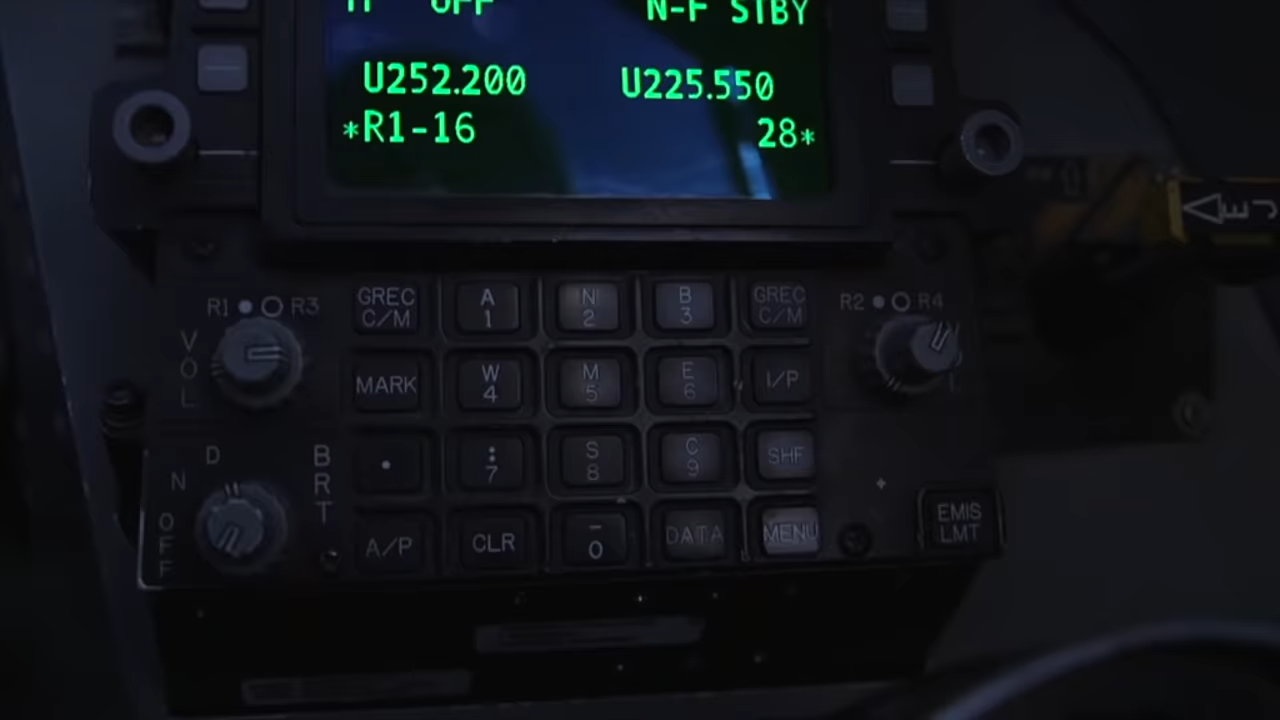 OFF N-F STBY
U252.200 U225.550
*R1-16 28*
R1 R3
GREC C/M
A 1
N 2
B 3
GREC C/M
R2 R4
VOL
MARK
W 4
M 5
E 6
I/P
D
N
OFF
BRT
•
: 7
S 8
C 9
SHF
A/P
CLR
– 0
DATA
MENU
EMIS
LMT
EJ